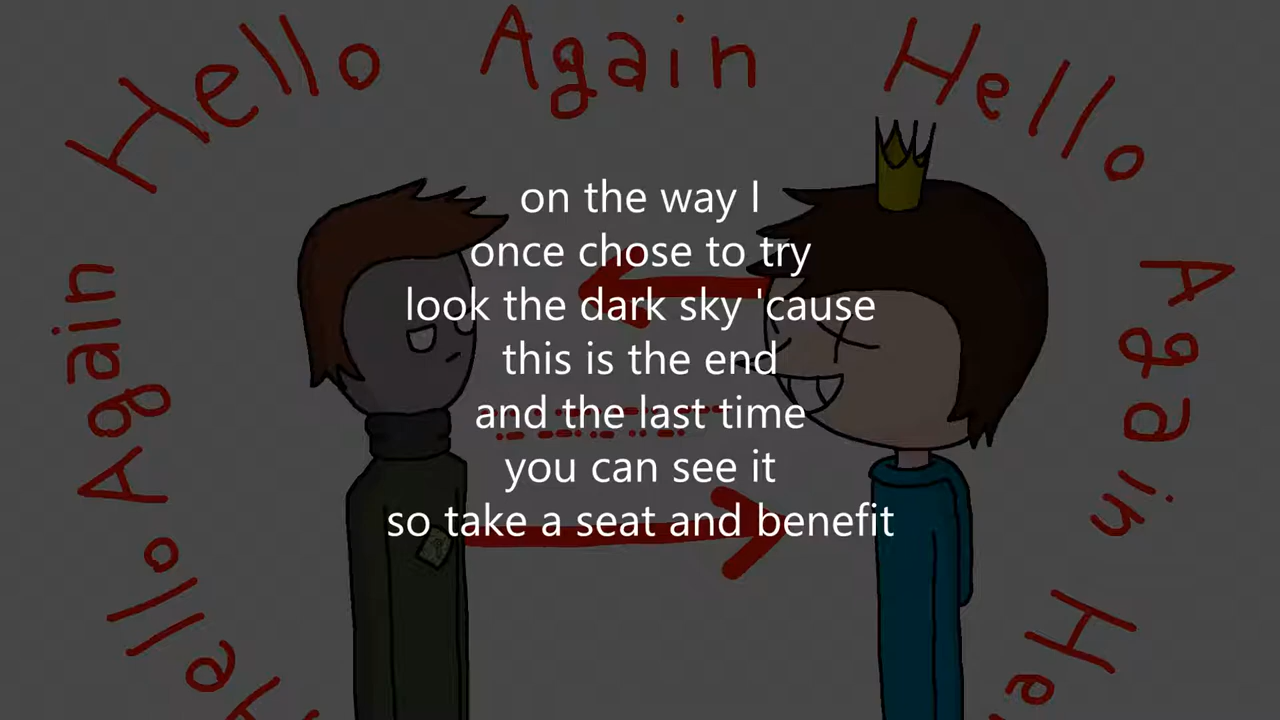 Hello Again Hello Again Hello Again
on the way I
once chose to try
look the dark sky 'cause
this is the end
and the last time
you can see it
so take a seat and benefit